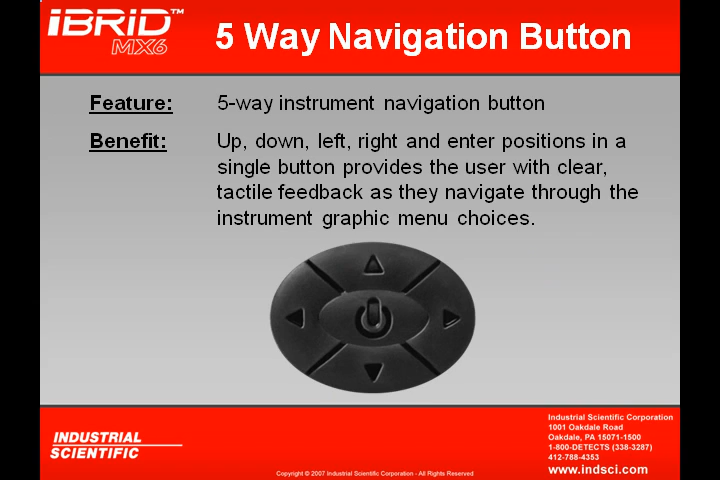 iBRiD™
MX6
5 Way Navigation Button
Feature: 5-way instrument navigation button
Benefit: Up, down, left, right and enter positions in a
single button provides the user with clear,
tactile feedback as they navigate through the
instrument graphic menu choices.
INDUSTRIAL
SCIENTIFIC
Copyright © 2007 Industrial Scientific Corporation - All Rights Reserved
Industrial Scientific Corporation
1001 Oakdale Road
Oakdale, PA 15071-1500
1-800-DETECTS (338-3287)
412-788-4353
www.indsci.com